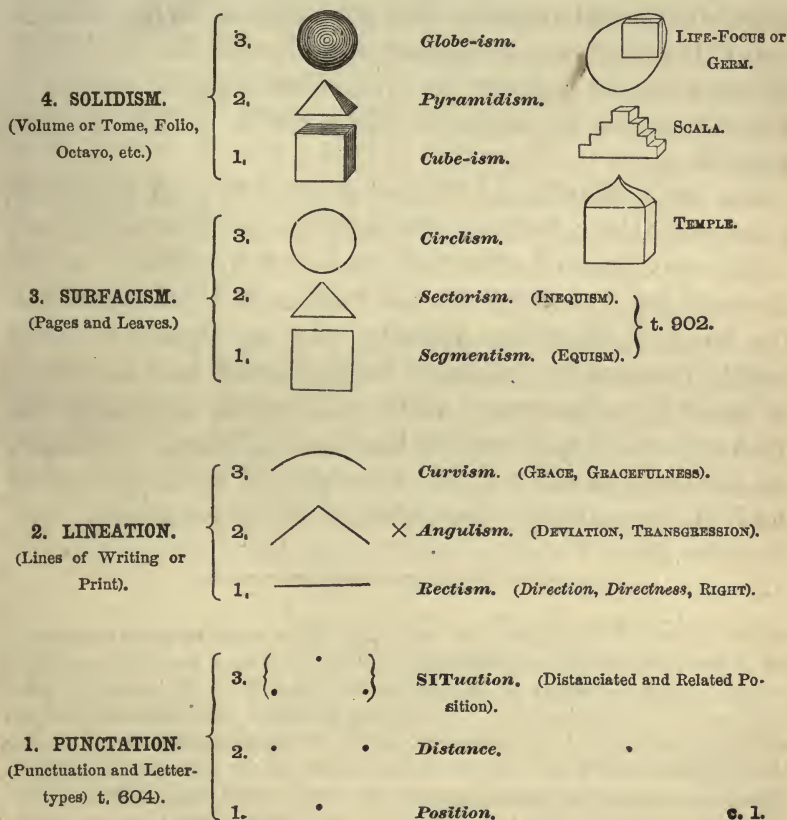 3. Globe-ism. LIFE-FOCUS or GERM.
4. SOLIDISM.
(Volume or Tome, Folio, Octavo, etc.)
2. Pyramidism.
SCALA.
1. Cube-ism.
TEMPLE.
3. Circlism.
3. SURFACISM.
(Pages and Leaves.)
2. Sectorism. (INEQUISM).
t. 902.
1. Segmentism. (EQUISM).
3. Curvism. (GRACE, GRACEFULNESS).
2. LINEATION.
(Lines of Writing or Print).
2. × Angulism. (DEVIATION, TRANSGRESSION).
1. Rectism. (Direction, Directness, RIGHT).
3. SITuation. (Distanciated and Related Po-
sition).
1. PUNCTATION.
(Punctuation and Letter-
types) t. 604).
2. Distance.
1. Position. c. 1.